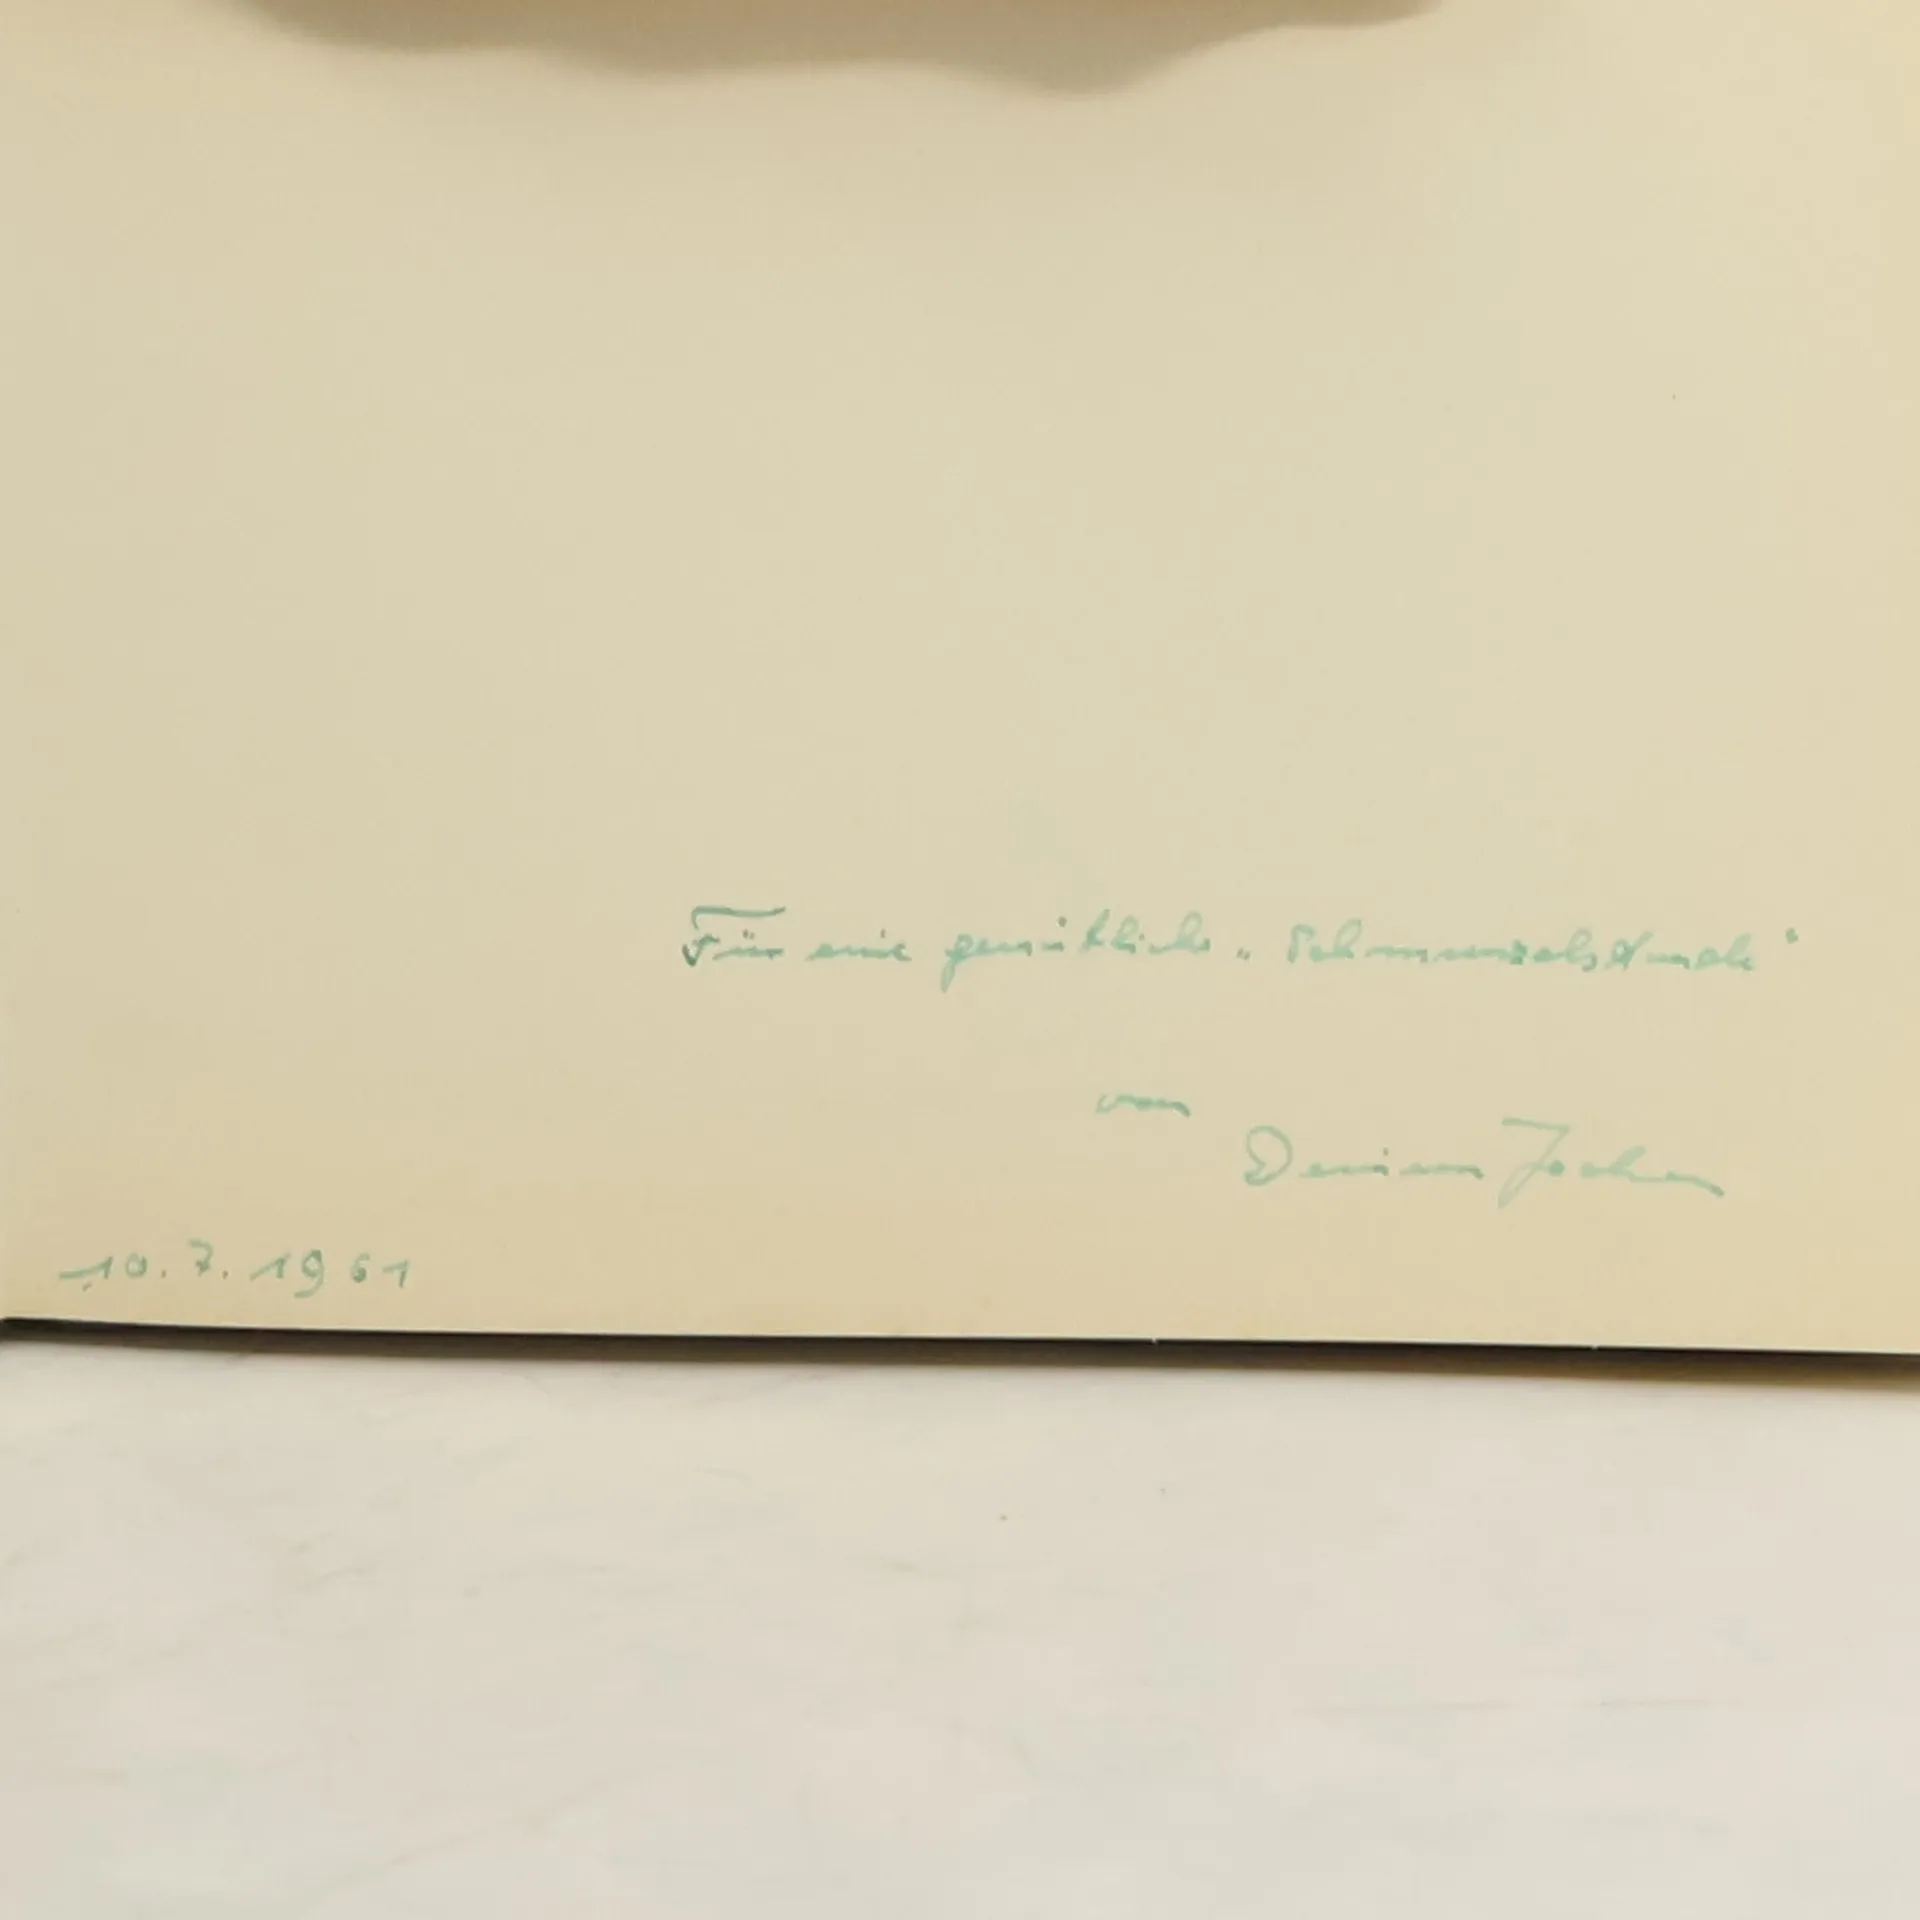 Für eine gemütliche „Schmunzelstunde“
von
Deinem Jochen
10.7.1961